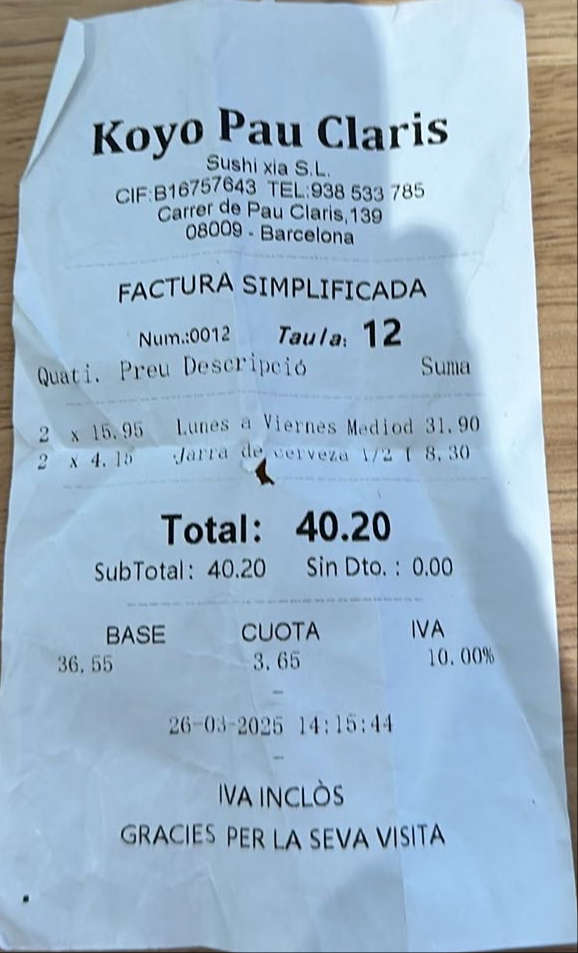 Koyo Pau Claris
Sushi xia S.L.
CIF:B16757643 TEL:938 533 785
Carrer de Pau Claris,139
08009 - Barcelona
FACTURA SIMPLIFICADA
Num.:0012 Taula: 12
Quati. Preu Descripció Suma
2 x 15.95 Lunes a Viernes Mediod 31.90
2 x 4.15 Jarra de cerveza 1/2 l 8.30
Total: 40.20
SubTotal: 40.20 Sin Dto. : 0.00
BASE CUOTA IVA
36.55 3.65 10.00%
26-03-2025 14:15:44
IVA INCLÒS
GRACIES PER LA SEVA VISITA